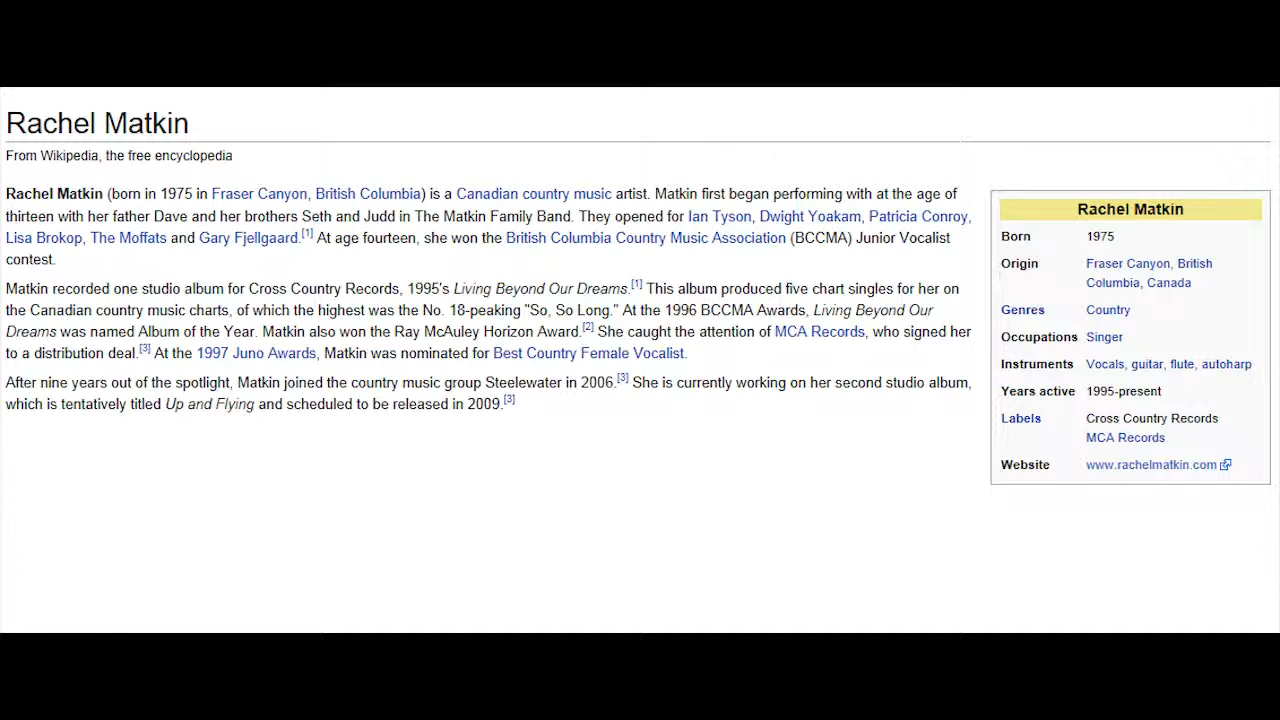 Rachel Matkin
From Wikipedia, the free encyclopedia
Rachel Matkin (born in 1975 in Fraser Canyon, British Columbia) is a Canadian country music artist. Matkin first began performing with at the age of
thirteen with her father Dave and her brothers Seth and Judd in The Matkin Family Band. They opened for Ian Tyson, Dwight Yoakam, Patricia Conroy,
Lisa Brokop, The Moffats and Gary Fjellgaard.[1] At age fourteen, she won the British Columbia Country Music Association (BCCMA) Junior Vocalist
contest.
Matkin recorded one studio album for Cross Country Records, 1995's Living Beyond Our Dreams.[1] This album produced five chart singles for her on
the Canadian country music charts, of which the highest was the No. 18-peaking "So, So Long." At the 1996 BCCMA Awards, Living Beyond Our
Dreams was named Album of the Year. Matkin also won the Ray McAuley Horizon Award.[2] She caught the attention of MCA Records, who signed her
to a distribution deal.[3] At the 1997 Juno Awards, Matkin was nominated for Best Country Female Vocalist.
After nine years out of the spotlight, Matkin joined the country music group Steelewater in 2006.[3] She is currently working on her second studio album,
which is tentatively titled Up and Flying and scheduled to be released in 2009.[3]
Rachel Matkin
Born 1975
Origin Fraser Canyon, British
Columbia, Canada
Genres Country
Occupations Singer
Instruments Vocals, guitar, flute, autoharp
Years active 1995-present
Labels Cross Country Records
MCA Records
Website www.rachelmatkin.com